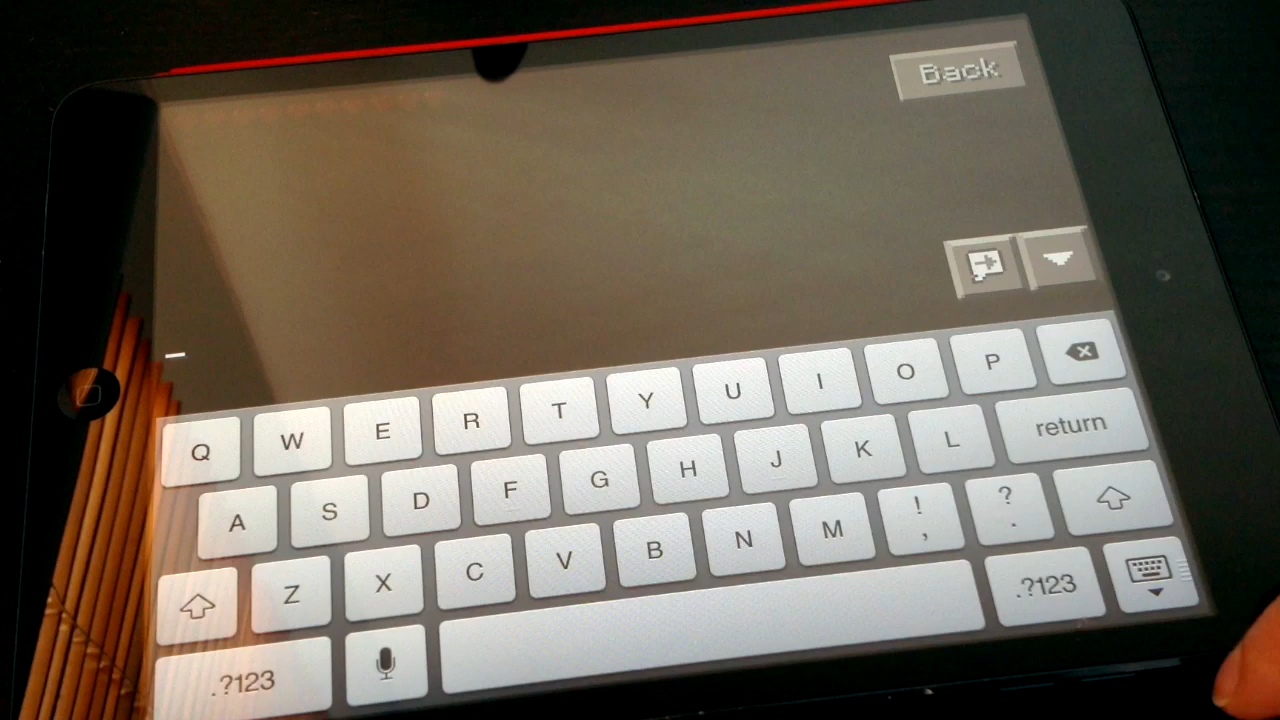 Back
Q W E R T Y U I O P
A S D F G H J K L return
Z X C V B N M ! , ? .
.?123 .?123